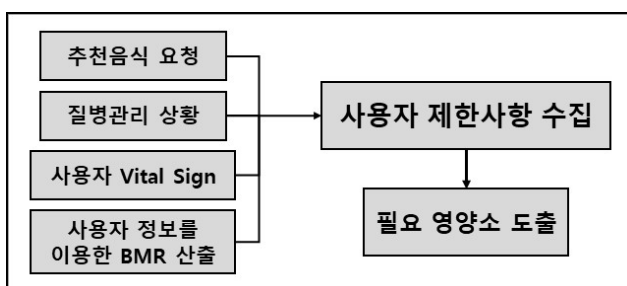 추천음식 요청
질병관리 상황
사용자 Vital Sign
사용자 정보를
이용한 BMR 산출
사용자 제한사항 수집
필요 영양소 도출